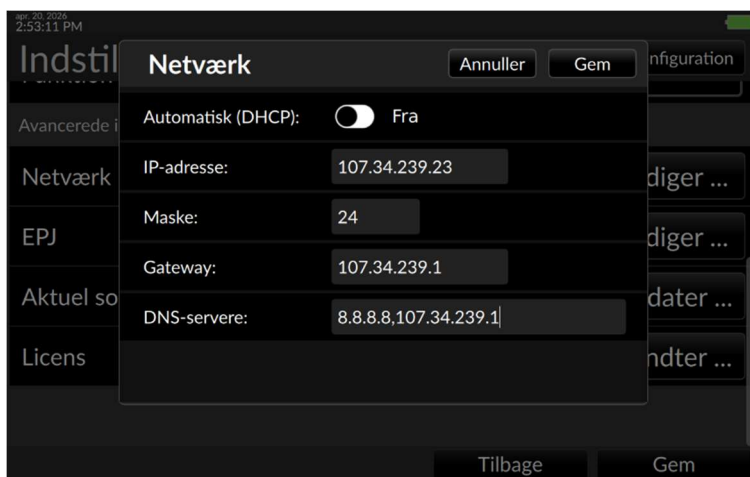 apr. 20, 2026
2:53:11 PM
Indstil
Netværk
Annuller
Gem
nfiguration
Avancerede i
Automatisk (DHCP):
Fra
IP-adresse:
107.34.239.23
Netværk
diger ...
Maske:
24
EPJ
diger ...
Gateway:
107.34.239.1
Aktuel so
dater ...
DNS-servere:
8.8.8.8,107.34.239.1
Licens
ndter ...
Tilbage
Gem